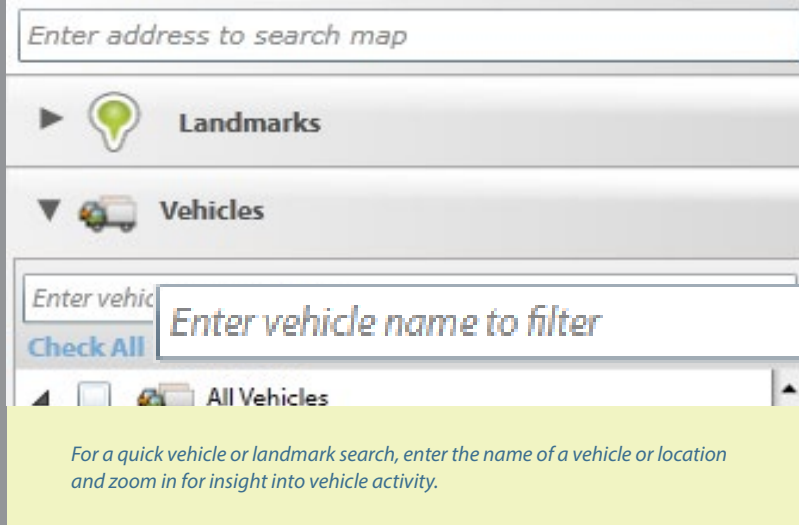 Enter address to search map
Landmarks
Vehicles
Enter vehic
Enter vehicle name to filter
Check All
All Vehicles
For a quick vehicle or landmark search, enter the name of a vehicle or location
and zoom in for insight into vehicle activity.